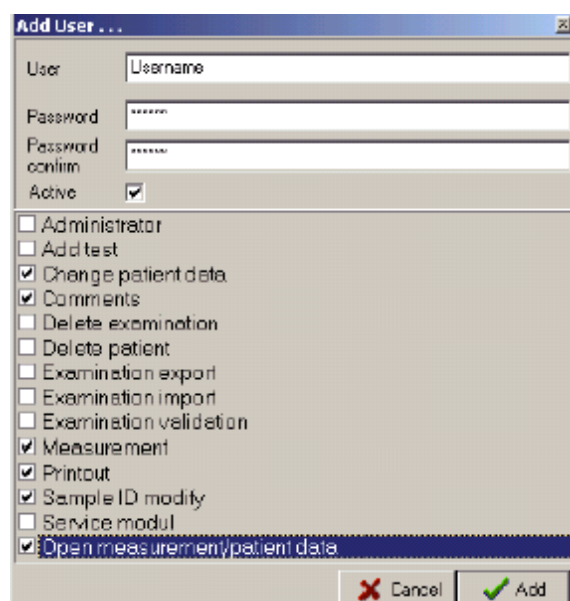 Add User . . .
User Username
Password ******
Password
confirm ******
Active
Administrator
Add test
Change patient data
Comments
Delete examination
Delete patient
Examination export
Examination import
Examination validation
Measurement
Printout
Sample ID modify
Service modul
Open measurement/patient data
Cancel Add